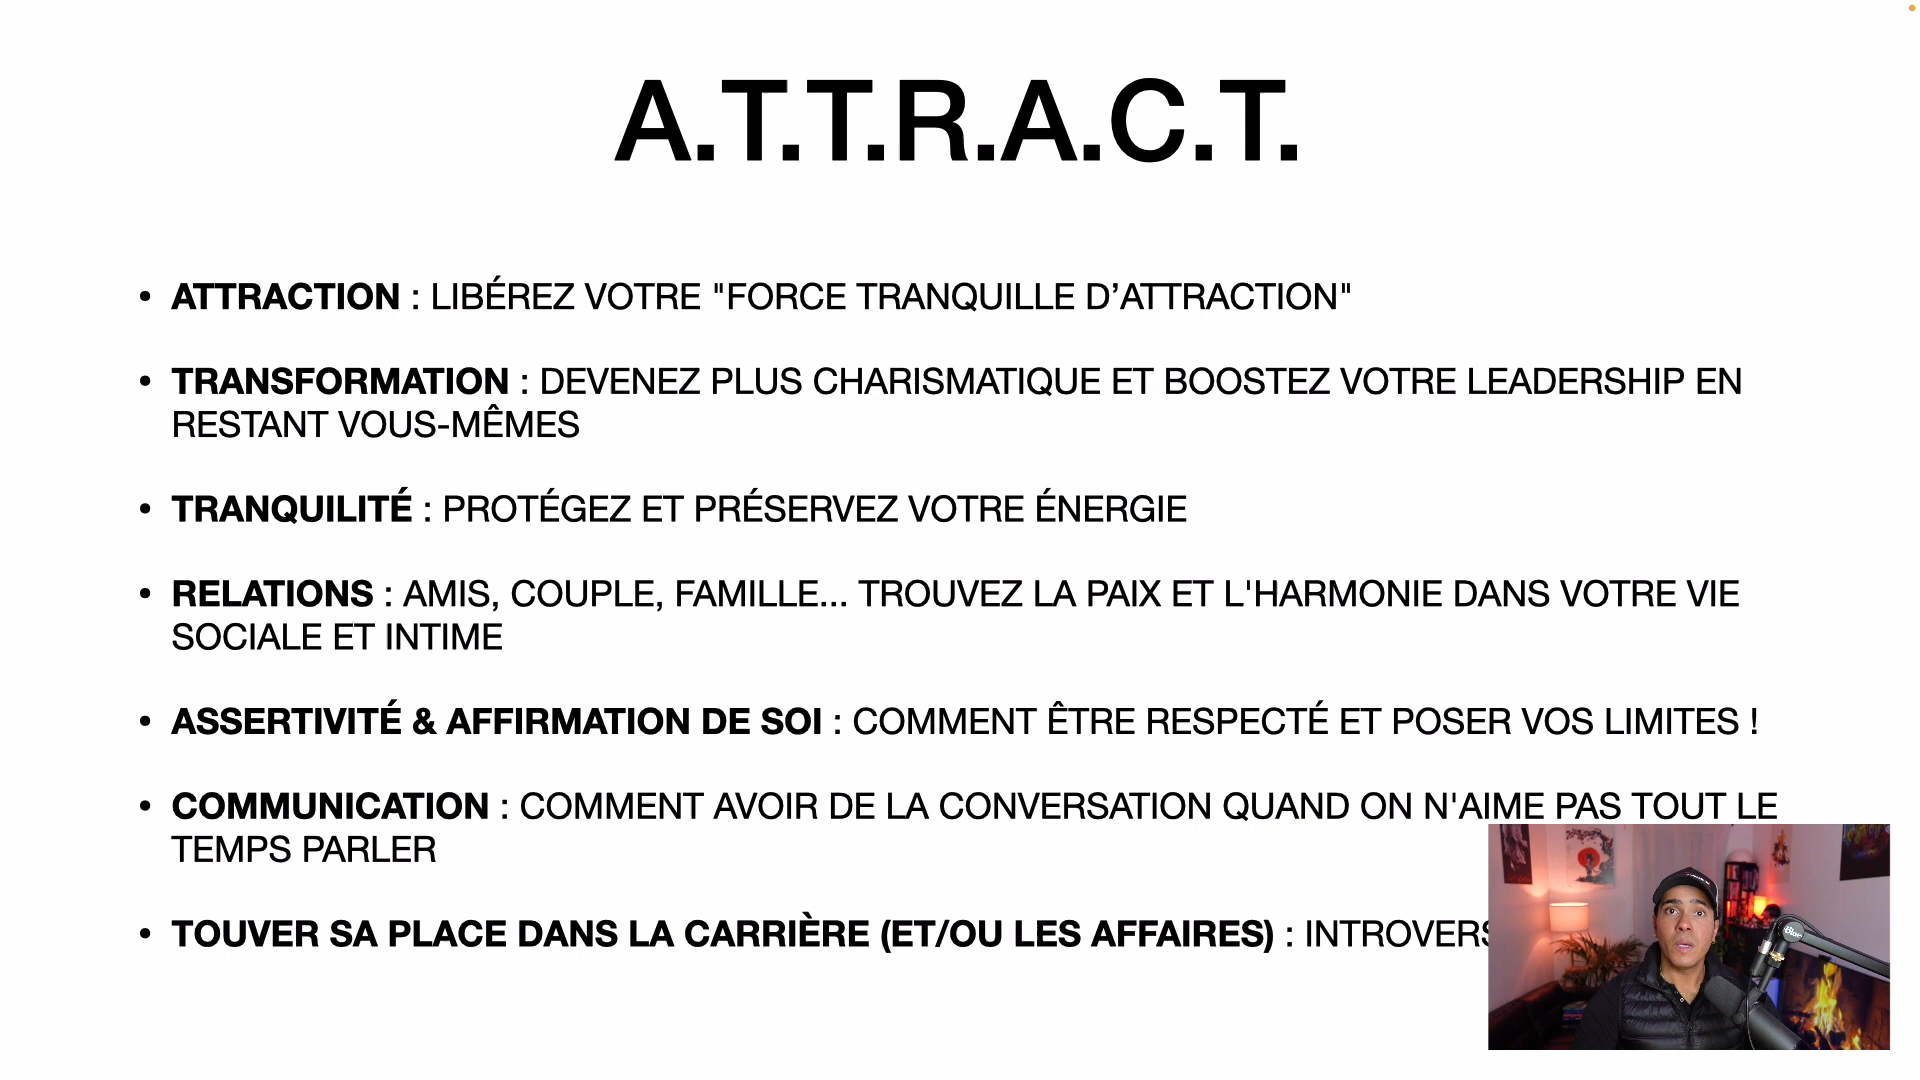 A.T.T.R.A.C.T.
• ATTRACTION : LIBÉREZ VOTRE "FORCE TRANQUILLE D’ATTRACTION"
• TRANSFORMATION : DEVENEZ PLUS CHARISMATIQUE ET BOOSTEZ VOTRE LEADERSHIP EN
RESTANT VOUS-MÊMES
• TRANQUILITÉ : PROTÉGEZ ET PRÉSERVEZ VOTRE ÉNERGIE
• RELATIONS : AMIS, COUPLE, FAMILLE... TROUVEZ LA PAIX ET L'HARMONIE DANS VOTRE VIE
SOCIALE ET INTIME
• ASSERTIVITÉ & AFFIRMATION DE SOI : COMMENT ÊTRE RESPECTÉ ET POSER VOS LIMITES !
• COMMUNICATION : COMMENT AVOIR DE LA CONVERSATION QUAND ON N'AIME PAS TOUT LE
TEMPS PARLER
• TOUVER SA PLACE DANS LA CARRIÈRE (ET/OU LES AFFAIRES) :